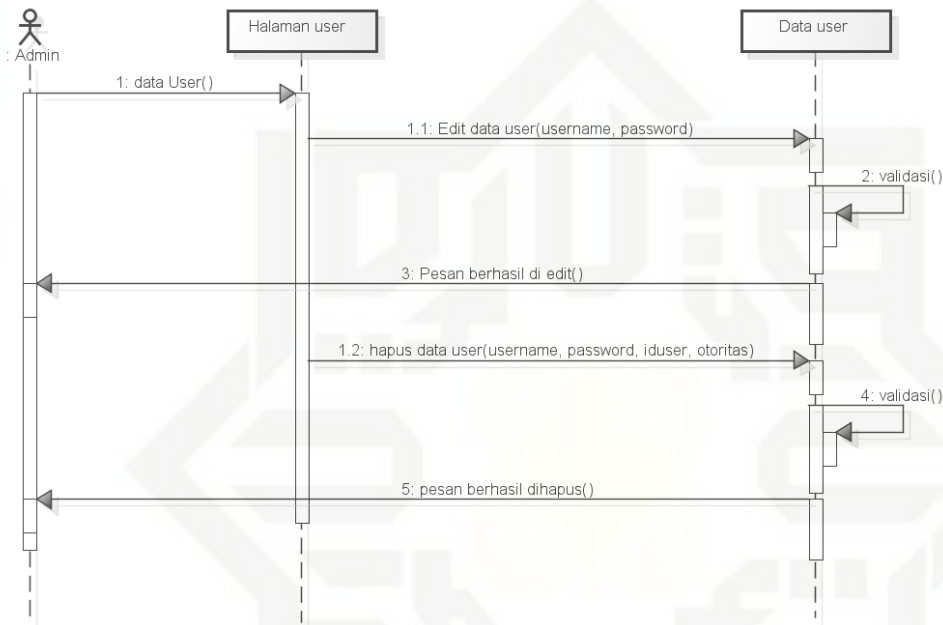 Halaman user
Data user
: Admin
1: data User()
1.1: Edit data user(username, password)
2: validasi()
3: Pesan berhasil di edit()
1.2: hapus data user(username, password, iduser, otoritas)
4: validasi()
5: pesan berhasil dihapus()